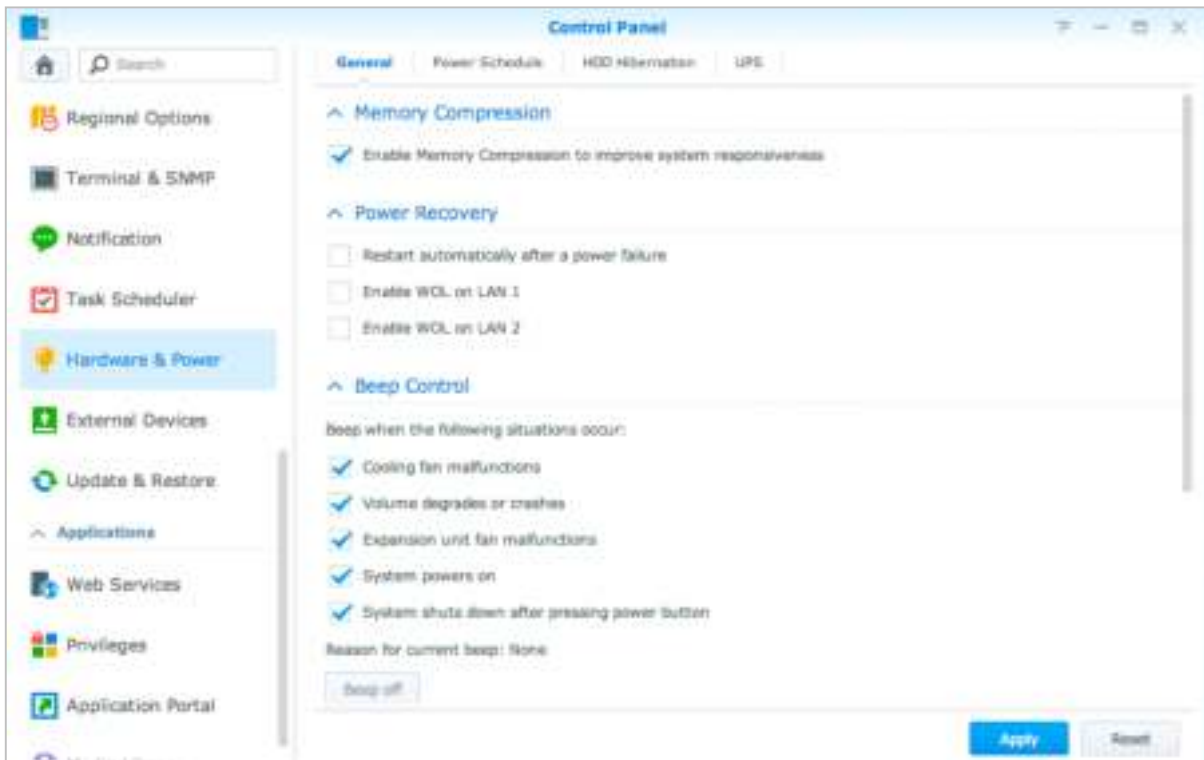 Control Panel
Search
General
Power Schedule
HDD Hibernation
UPS
Regional Options
Terminal & SNMP
Notification
Task Scheduler
Hardware & Power
External Devices
Update & Restore
Applications
Web Services
Privileges
Application Portal
Memory Compression
Enable Memory Compression to improve system responsiveness
Power Recovery
Restart automatically after a power failure
Enable WOL on LAN 1
Enable WOL on LAN 2
Beep Control
Beep when the following situations occur:
Cooling fan malfunctions
Volume degrades or crashes
Expansion unit fan malfunctions
System powers on
System shuts down after pressing power button
Reason for current beep: None
Beep off
Apply
Reset